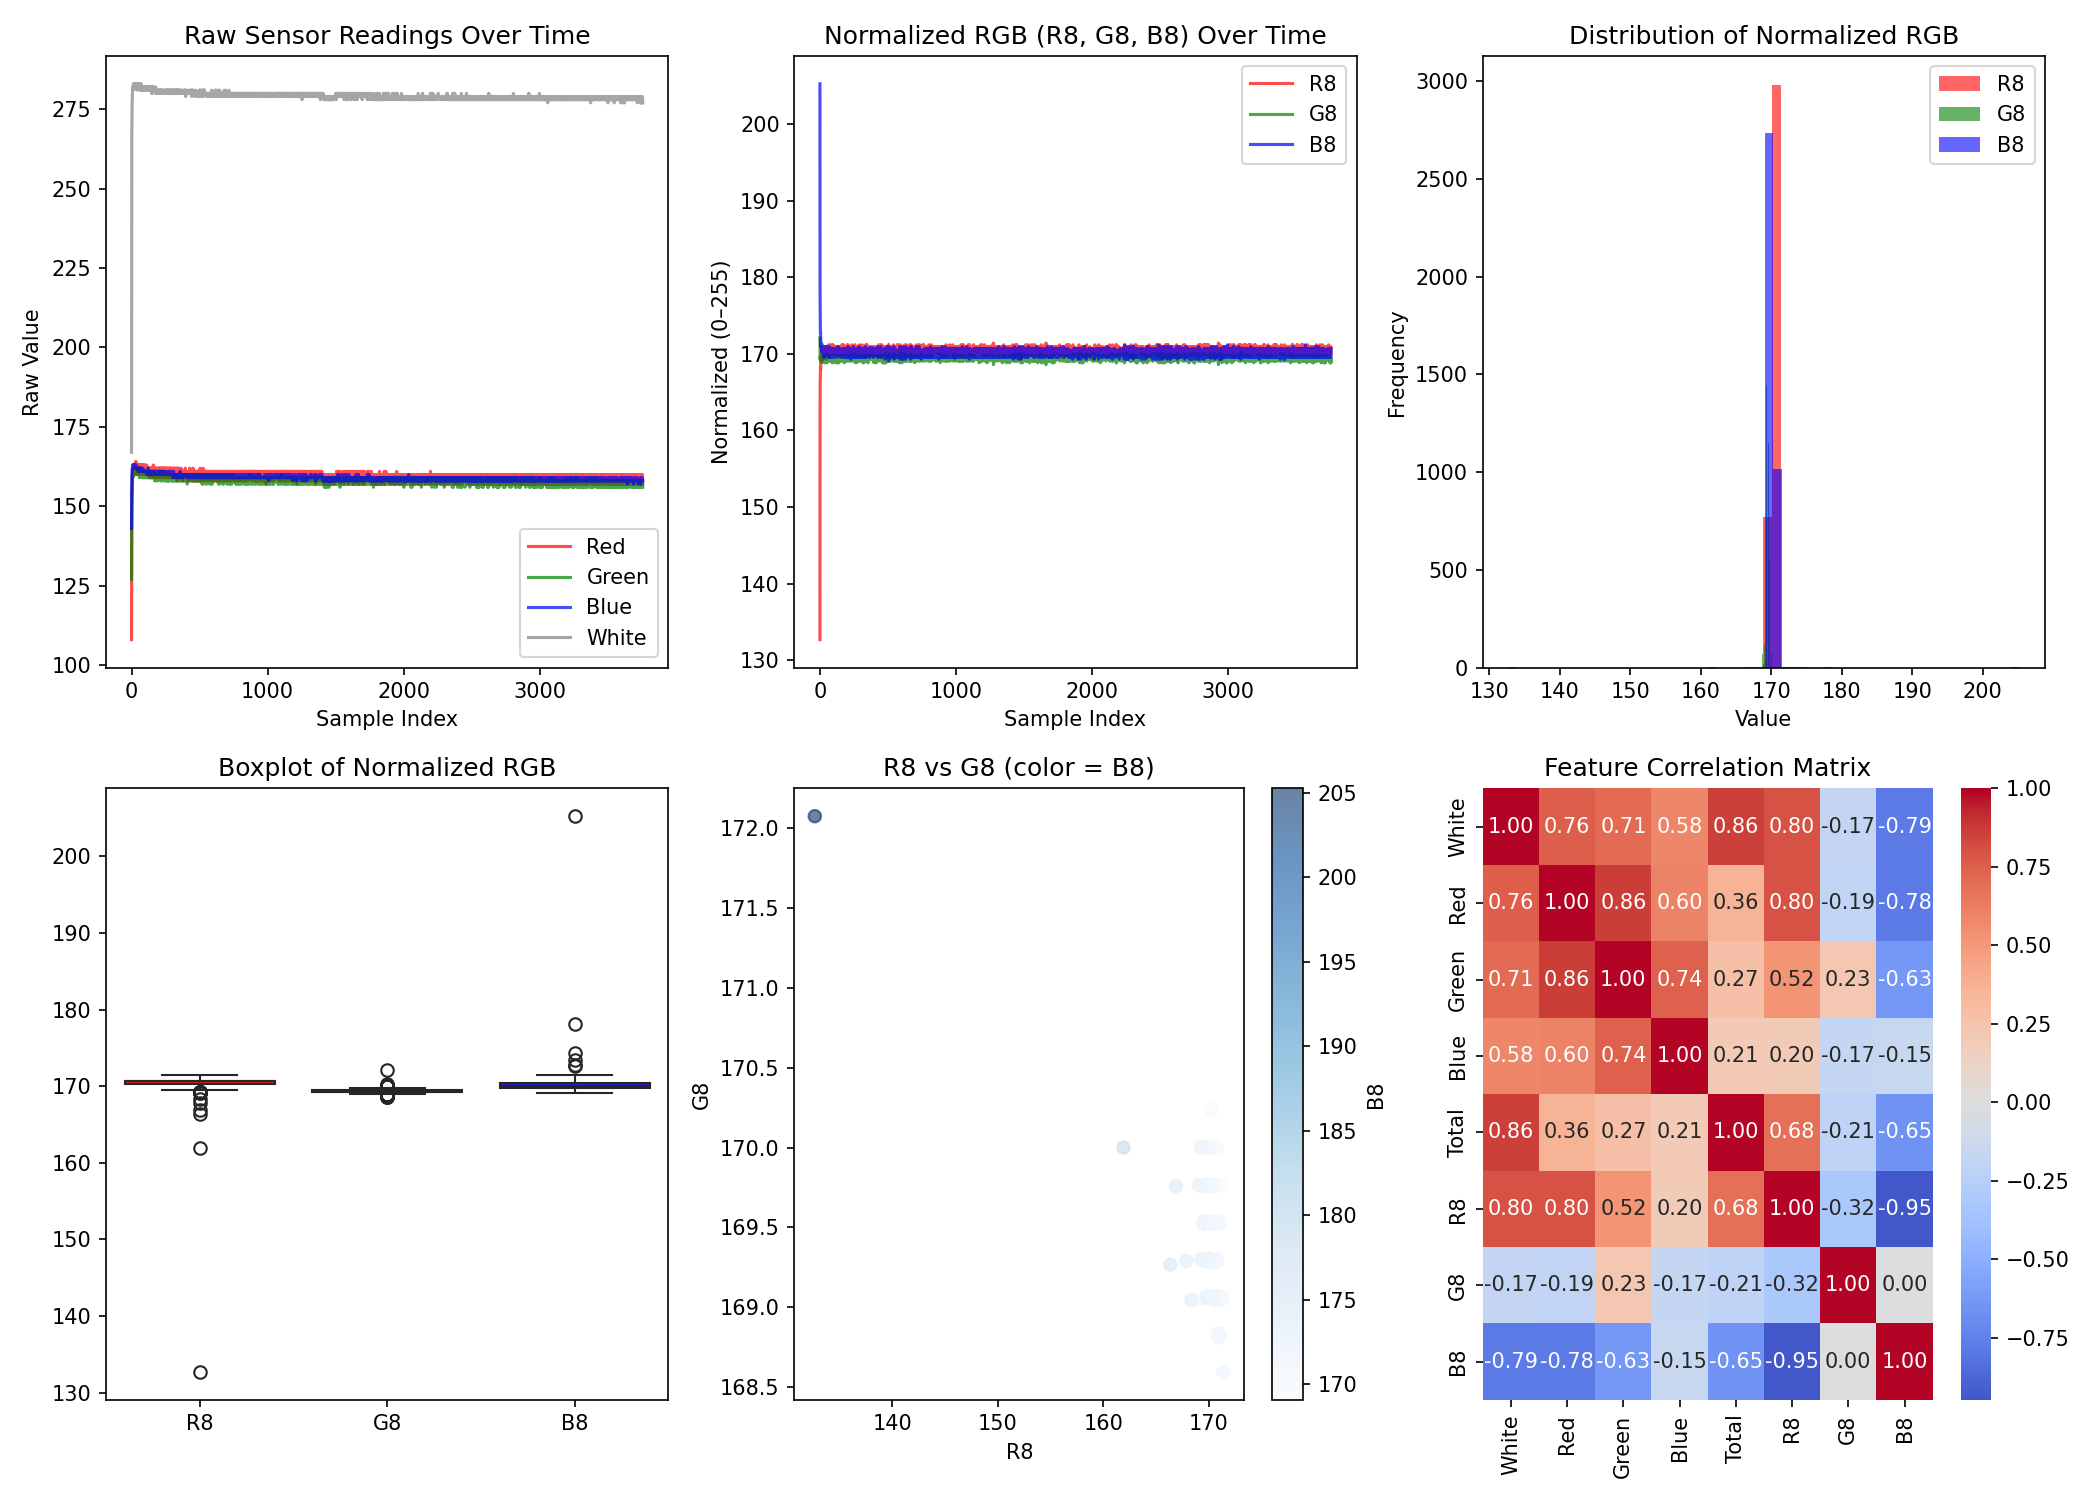 Raw Sensor Readings Over Time
Raw Value
275
250
225
200
175
150
125
100
0 1000 2000 3000
Sample Index
Red
Green
Blue
White
Normalized RGB (R8, G8, B8) Over Time
Normalized (0–255)
200
190
180
170
160
150
140
130
0 1000 2000 3000
Sample Index
R8
G8
B8
Distribution of Normalized RGB
Frequency
3000
2500
2000
1500
1000
500
0
130 140 150 160 170 180 190 200
Value
R8
G8
B8
Boxplot of Normalized RGB
200
190
180
170
160
150
140
130
R8 G8 B8
R8 vs G8 (color = B8)
G8
172.0
171.5
171.0
170.5
170.0
169.5
169.0
168.5
140 150 160 170
R8
205
200
195
190
185
180
175
170
B8
Feature Correlation Matrix
White 1.00 0.76 0.71 0.58 0.86 0.80 -0.17 -0.79
Red 0.76 1.00 0.86 0.60 0.36 0.80 -0.19 -0.78
Green 0.71 0.86 1.00 0.74 0.27 0.52 0.23 -0.63
Blue 0.58 0.60 0.74 1.00 0.21 0.20 -0.17 -0.15
Total 0.86 0.36 0.27 0.21 1.00 0.68 -0.21 -0.65
R8 0.80 0.80 0.52 0.20 0.68 1.00 -0.32 -0.95
G8 -0.17 -0.19 0.23 -0.17 -0.21 -0.32 1.00 0.00
B8 -0.79 -0.78 -0.63 -0.15 -0.65 -0.95 0.00 1.00
White Red Green Blue Total R8 G8 B8
1.00
0.75
0.50
0.25
0.00
−0.25
−0.50
−0.75